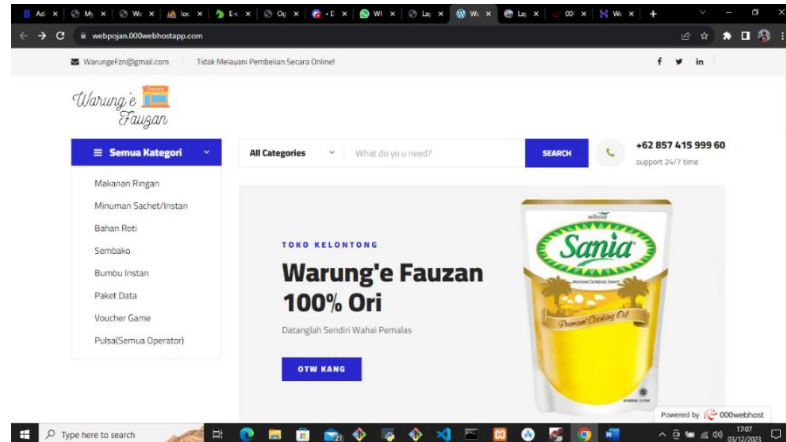 webpojan.000webhostapp.com
WarungeFzn@gmail.com Tidak Melayani Pembelian Secara Online!
Warung'e
Fauzan
Semua Kategori
All Categories What do yo u need? SEARCH
+62 857 415 999 60
support 24/7 time
Makanan Ringan
Minuman Sachet/Instan
Bahan Roti
Sembako
Bumbu Instan
Paket Data
Voucher Game
Pulsa(Semua Operator)
TOKO KELONTONG
Warung'e Fauzan
100% Ori
Datanglah Sendiri Wahai Pemalas
OTW KANG
wilmar
Sania
Premium Cooking Oil
Powered by 000webhost
Type here to search
17:07
03/12/2023